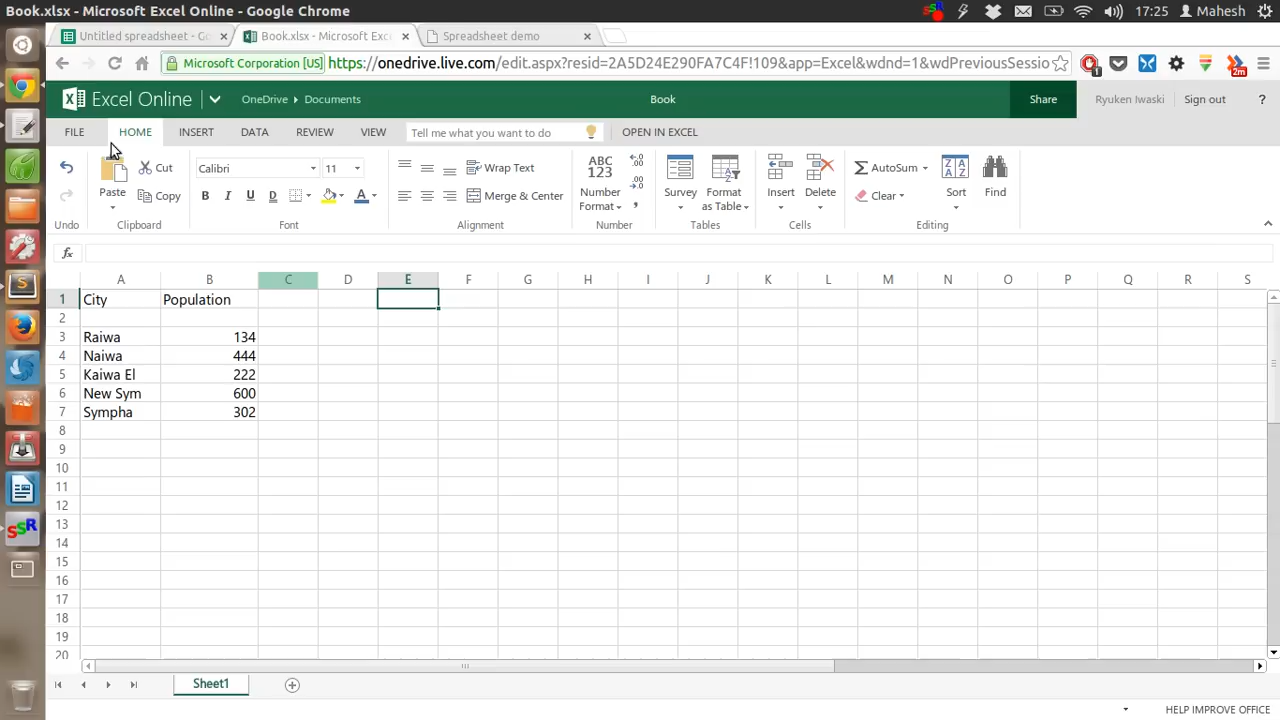 Book.xlsx - Microsoft Excel Online - Google Chrome 17:25 Mahesh
Untitled spreadsheet - Go × Book.xlsx - Microsoft Exce × Spreadsheet demo ×
Microsoft Corporation [US] https://onedrive.live.com/edit.aspx?resid=2A5D24E290FA7C4F!109&app=Excel&wdnd=1&wdPreviousSessio 1 2m
Excel Online OneDrive Documents Book Share Ryuken Iwaski Sign out ?
FILE HOME INSERT DATA REVIEW VIEW Tell me what you want to do OPEN IN EXCEL
Cut Calibri 11 Wrap Text ABC 123 .00 .0 AutoSum
Paste Copy B I U D A Merge & Center Number Format Survey Format as Table Insert Delete Clear Sort Find
Undo Clipboard Font Alignment Number Tables Cells Editing
fx
A B C D E F G H I J K L M N O P Q R S
1 City Population
2
3 Raiwa 134
4 Naiwa 444
5 Kaiwa El 222
6 New Sym 600
7 Sympha 302
8
9
10
11
12
13
14
15
16
17
18
19
20
Sheet1
HELP IMPROVE OFFICE